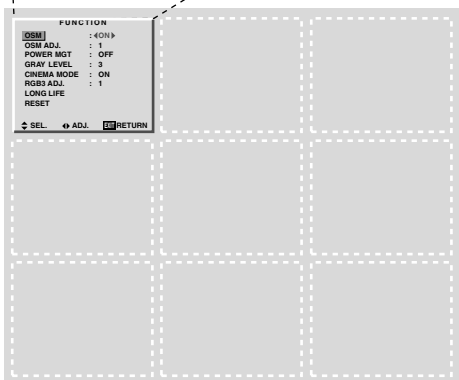 FUNCTION
OSM : ON
OSM ADJ. : 1
POWER MGT : OFF
GRAY LEVEL : 3
CINEMA MODE : ON
RGB3 ADJ. : 1
LONG LIFE
RESET
SEL. ADJ. EXIT RETURN